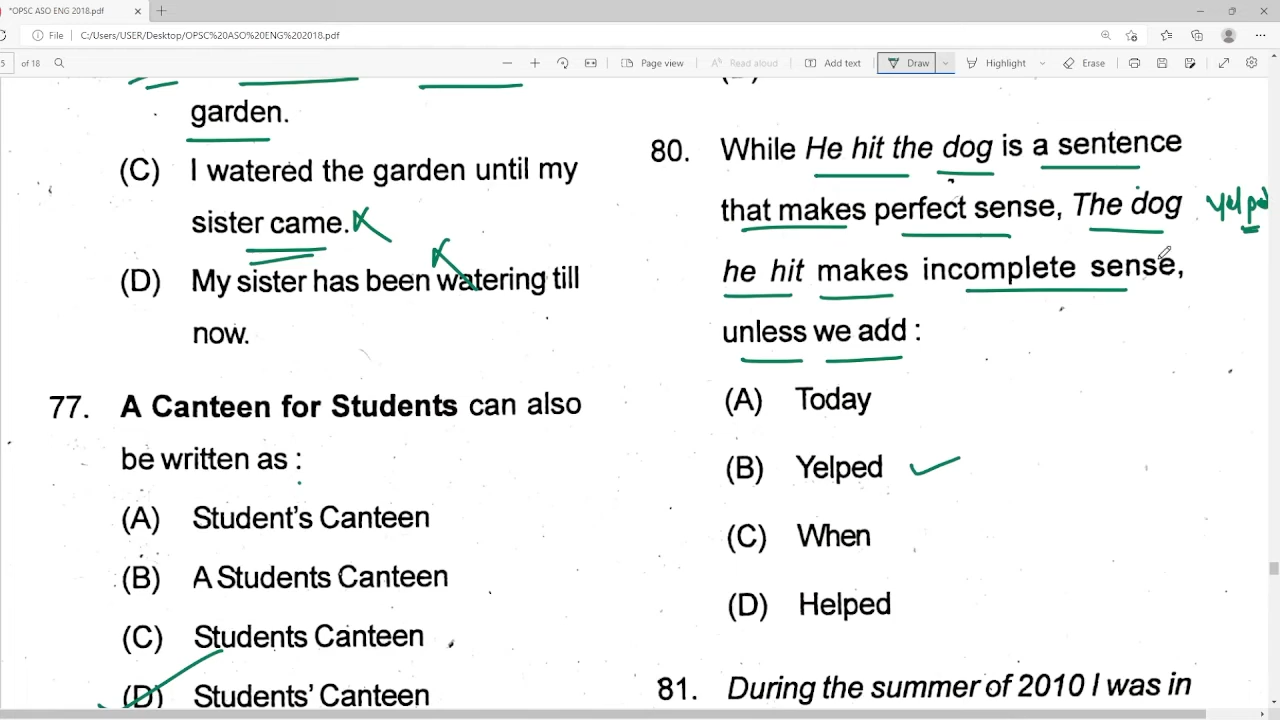 *OPSC ASO ENG 2018.pdf
File C:/Users/USER/Desktop/OPSC%20ASO%20ENG%202018.pdf
5 of 18 Page view Read aloud Add text Draw Highlight Erase
garden.
(C) I watered the garden until my
sister came.
(D) My sister has been watering till
now.
77. A Canteen for Students can also
be written as :
(A) Student's Canteen
(B) A Students Canteen
(C) Students Canteen
(D) Students' Canteen
80. While He hit the dog is a sentence
that makes perfect sense, The dog yelped
he hit makes incomplete sense,
unless we add :
(A) Today
(B) Yelped
(C) When
(D) Helped
81. During the summer of 2010 I was in